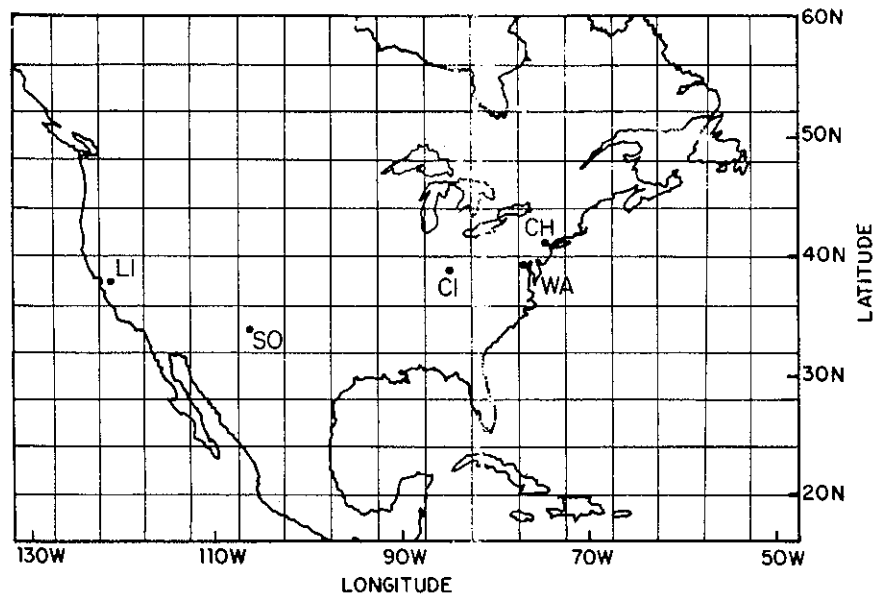 60N
50N
CH
40N
LI
CI
WA
SO
30N
20N
130W 110W 90W 70W 50W
LONGITUDE
LATITUDE